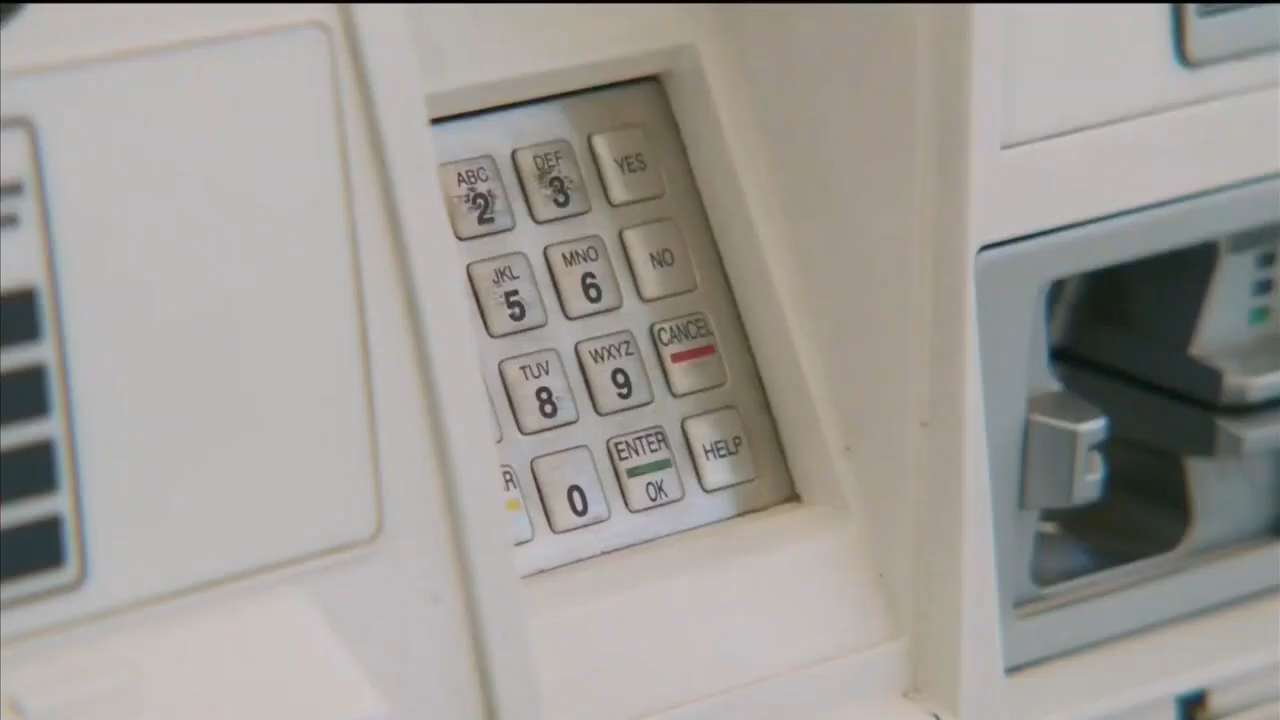 ABC
2
DEF
3
YES
JKL
5
MNO
6
NO
TUV
8
WXYZ
9
CANCEL
R
0
ENTER
OK
HELP